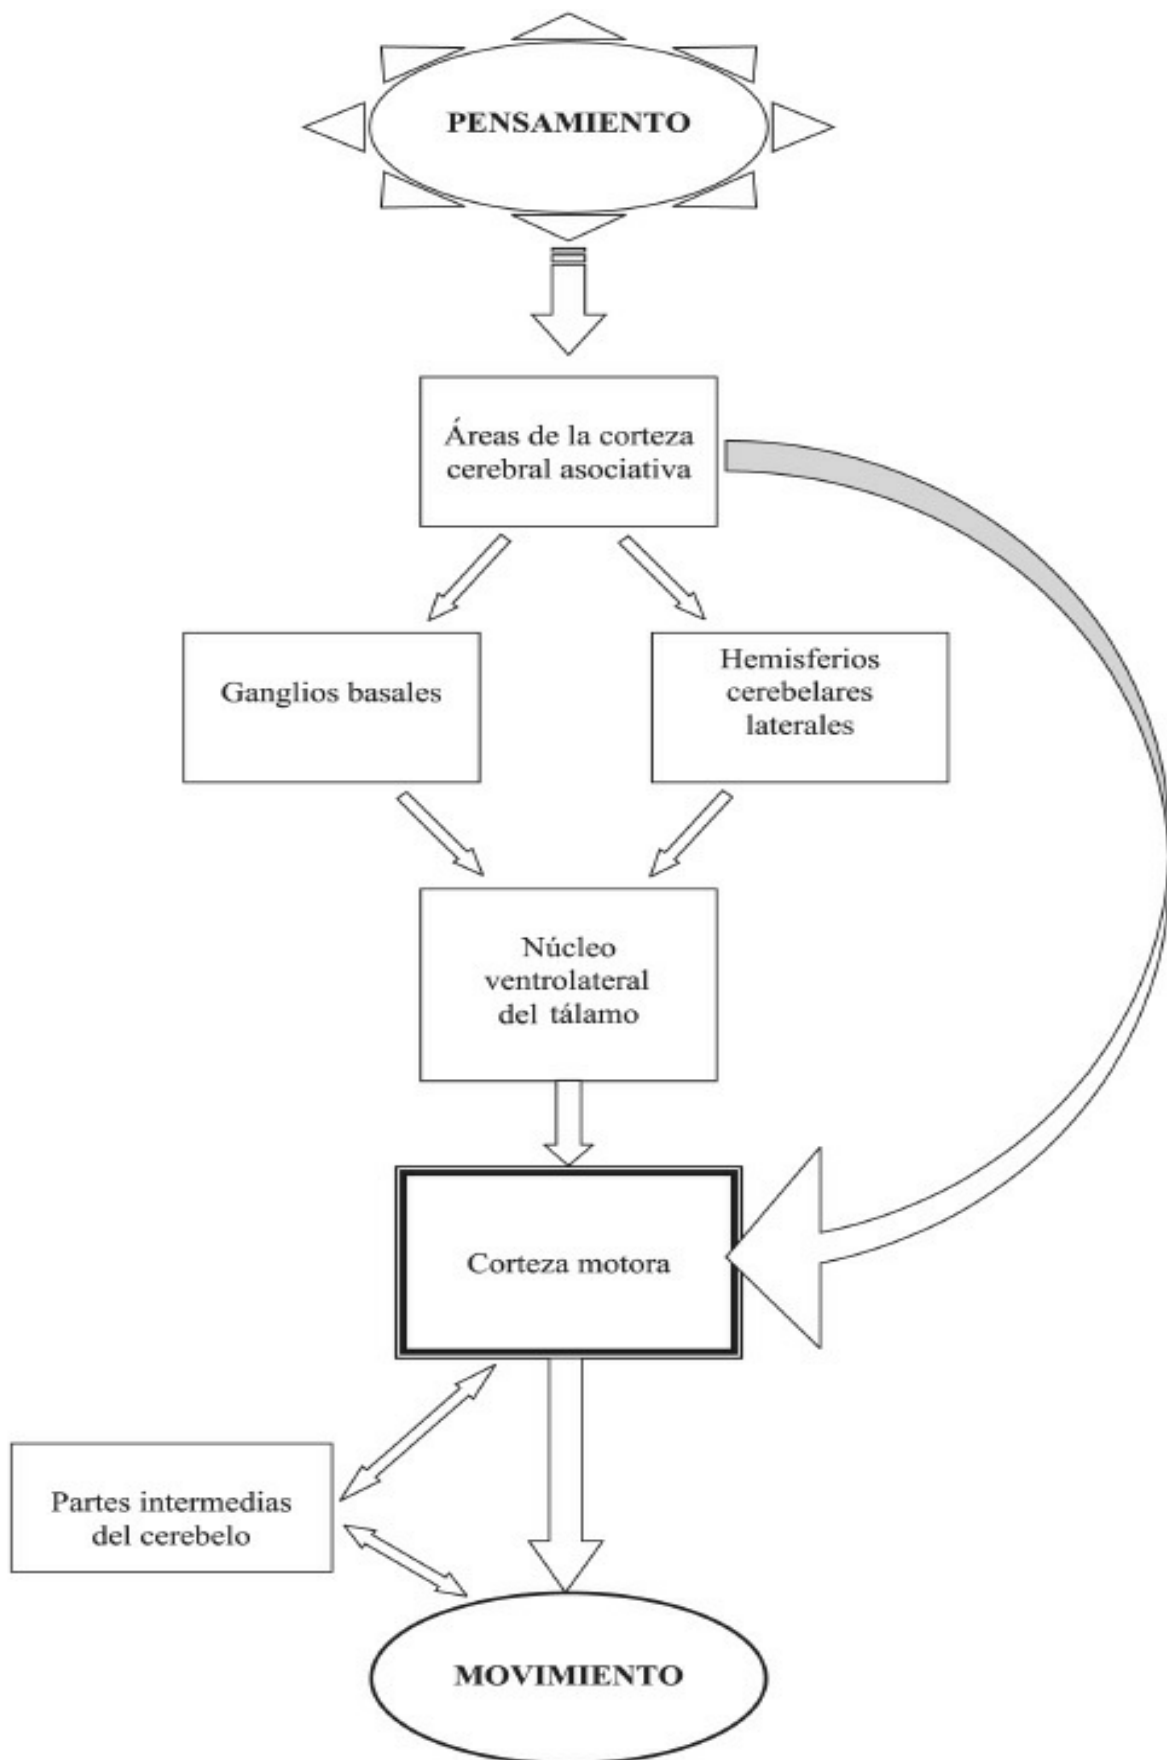 PENSAMIENTO
Áreas de la corteza
cerebral asociativa
Ganglios basales
Hemisferios
cerebelares
laterales
Núcleo
ventrolateral
del tálamo
Corteza motora
Partes intermedias
del cerebelo
MOVIMIENTO